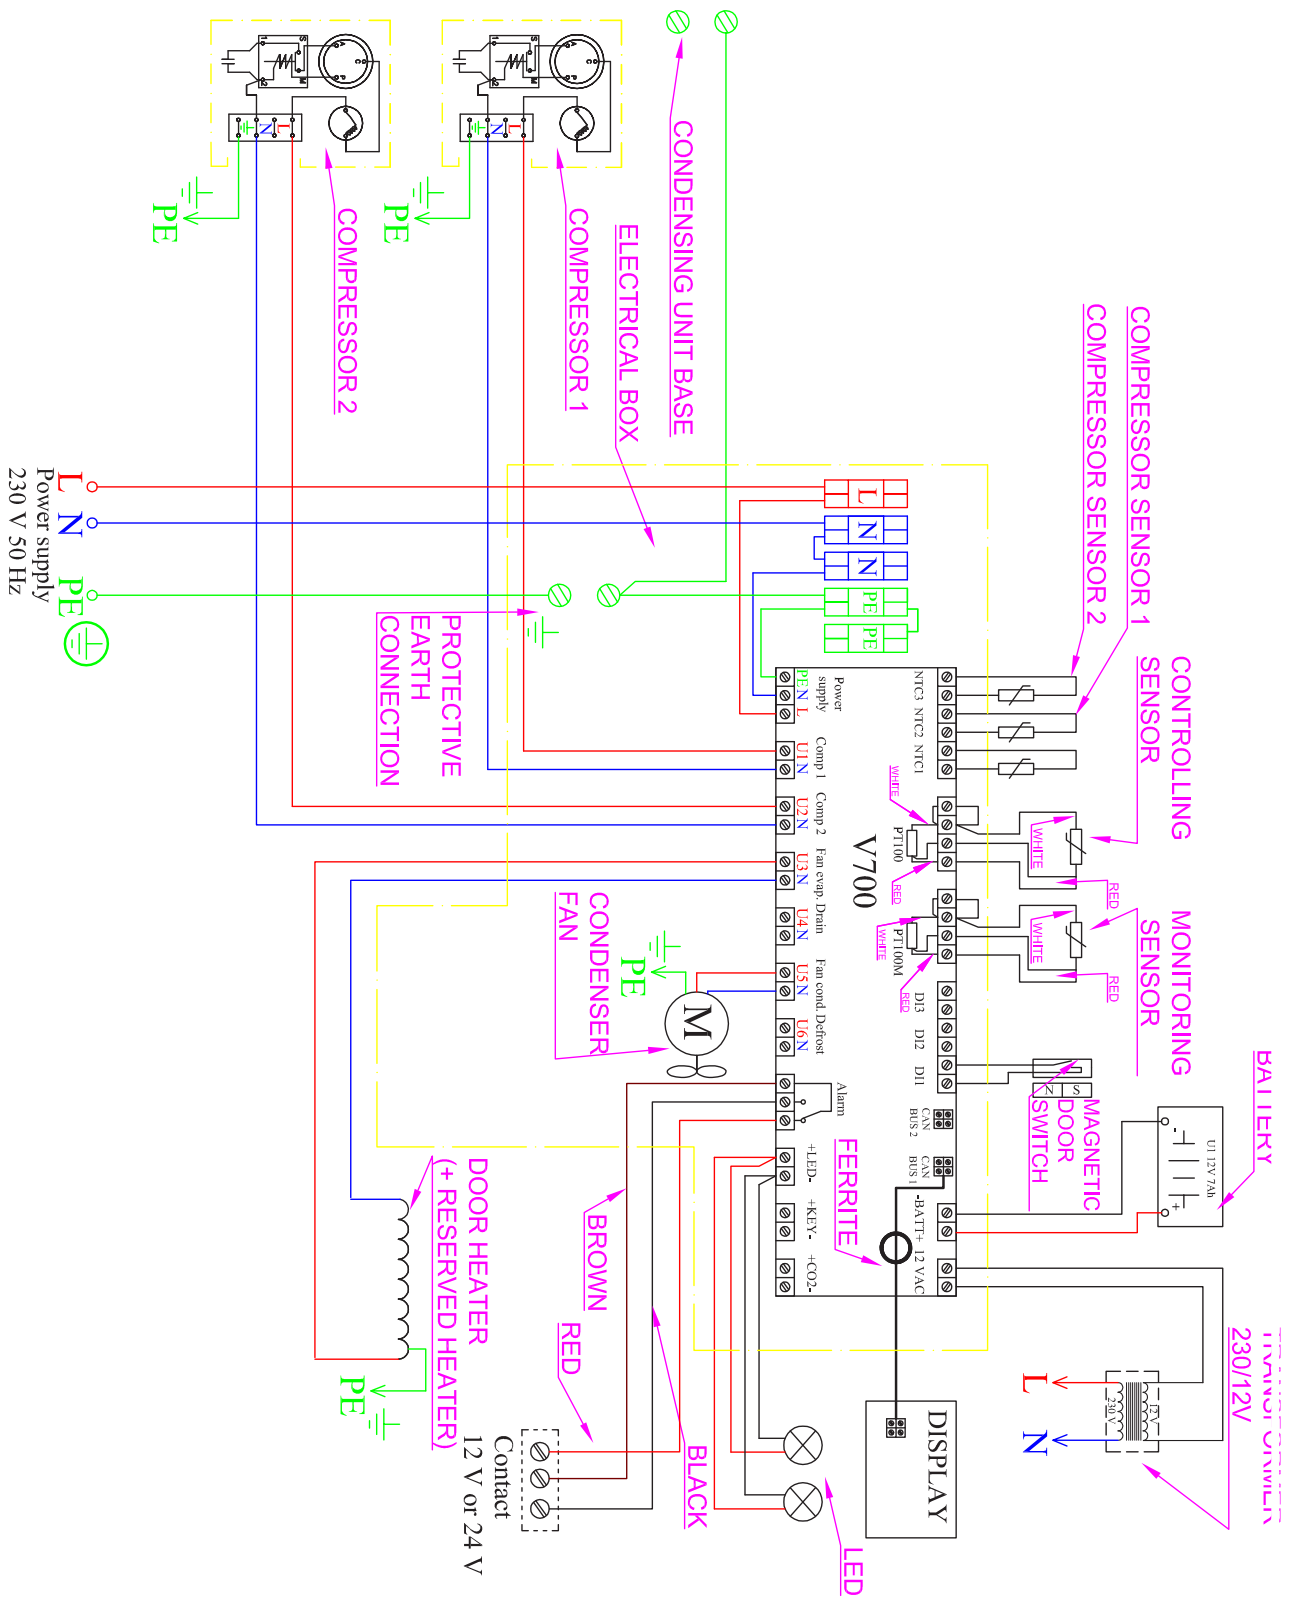 CONDENSING UNIT BASE
ELECTRICAL BOX
COMPRESSOR 1
COMPRESSOR 2
COMPRESSOR SENSOR 1
COMPRESSOR SENSOR 2
CONTROLLING
SENSOR
MONITORING
SENSOR
MAGNETIC
DOOR
SWITCH
BATTERY
U1 12V 7Ah
-
+
N
S
TRANSFORMER
230/12V
12V
230 V
L
N
1
S
2
M
A
C
P
L
N
PE
1
S
2
M
A
C
P
L
N
PE
L
N
PE
Power supply
230 V 50 Hz
PROTECTIVE
EARTH
CONNECTION
L
N
N
PE
PE
NTC3
NTC2
NTC1
PT100
PT100M
WHITE
RED
WHITE
RED
WHITE
RED
WHITE
RED
DI3
DI2
DI1
CAN
BUS 2
CAN
BUS 1
-BATT+
12 VAC
V700
FERRITE
Power
supply
PE
N
L
Comp 1
U1
N
Comp 2
U2
N
Fan evap.
U3
N
Drain
U4
N
Fan cond.
U5
N
Defrost
U6
N
Alarm
+LED-
+KEY-
+CO2-
CONDENSER
FAN
M
PE
DOOR HEATER
(+ RESERVED HEATER)
PE
BROWN
RED
BLACK
Contact
12 V or 24 V
LED
DISPLAY